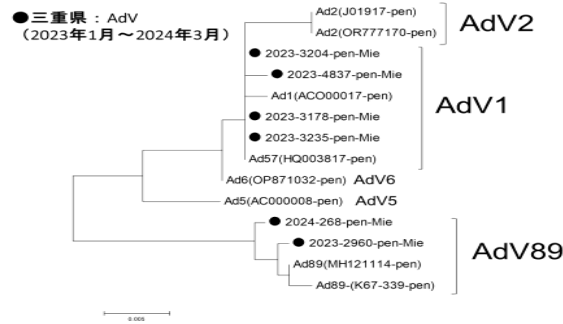 ●三重県：AdV
（2023年1月～2024年3月）
Ad2(J01917-pen)
Ad2(OR777170-pen)
AdV2
2023-3204-pen-Mie
2023-4837-pen-Mie
Ad1(ACO00017-pen)
AdV1
2023-3178-pen-Mie
2023-3235-pen-Mie
Ad57(HQ003817-pen)
Ad6(OP871032-pen) AdV6
Ad5(AC000008-pen) AdV5
2024-268-pen-Mie
2023-2960-pen-Mie
AdV89
Ad89(MH121114-pen)
Ad89-(K67-339-pen)
0.005